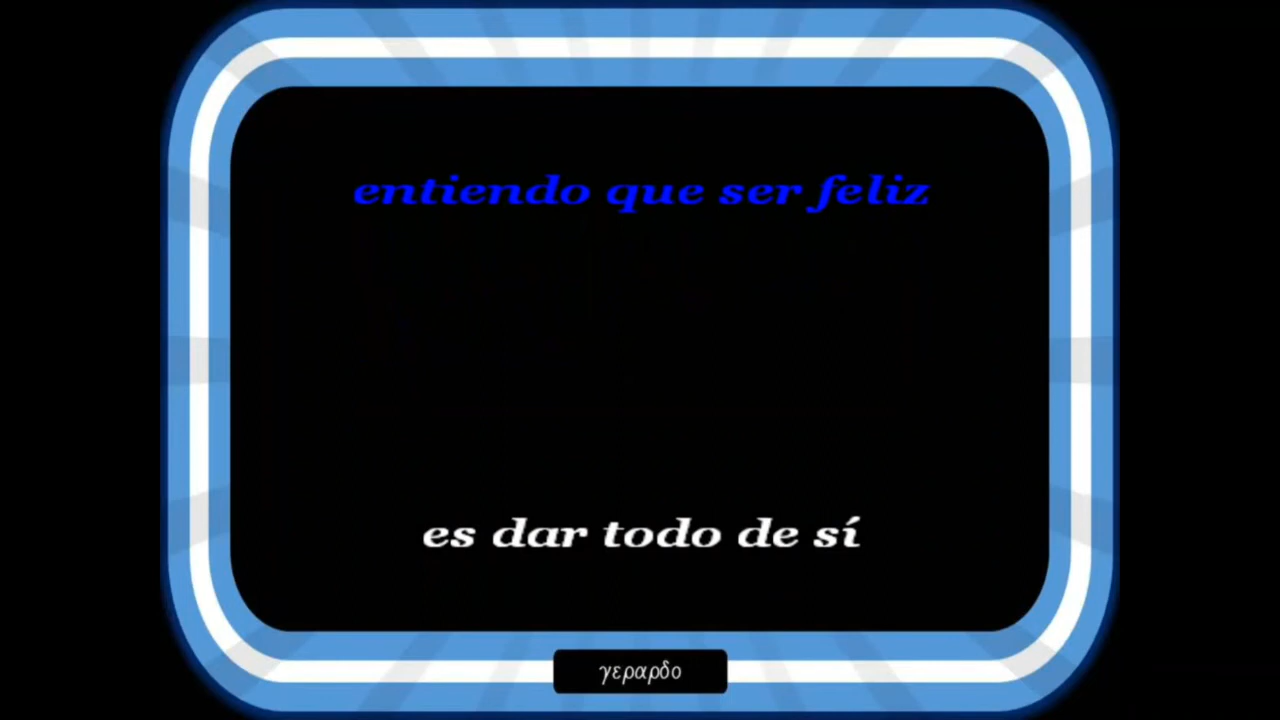 entiendo que ser feliz
es dar todo de sí
γεραρδο